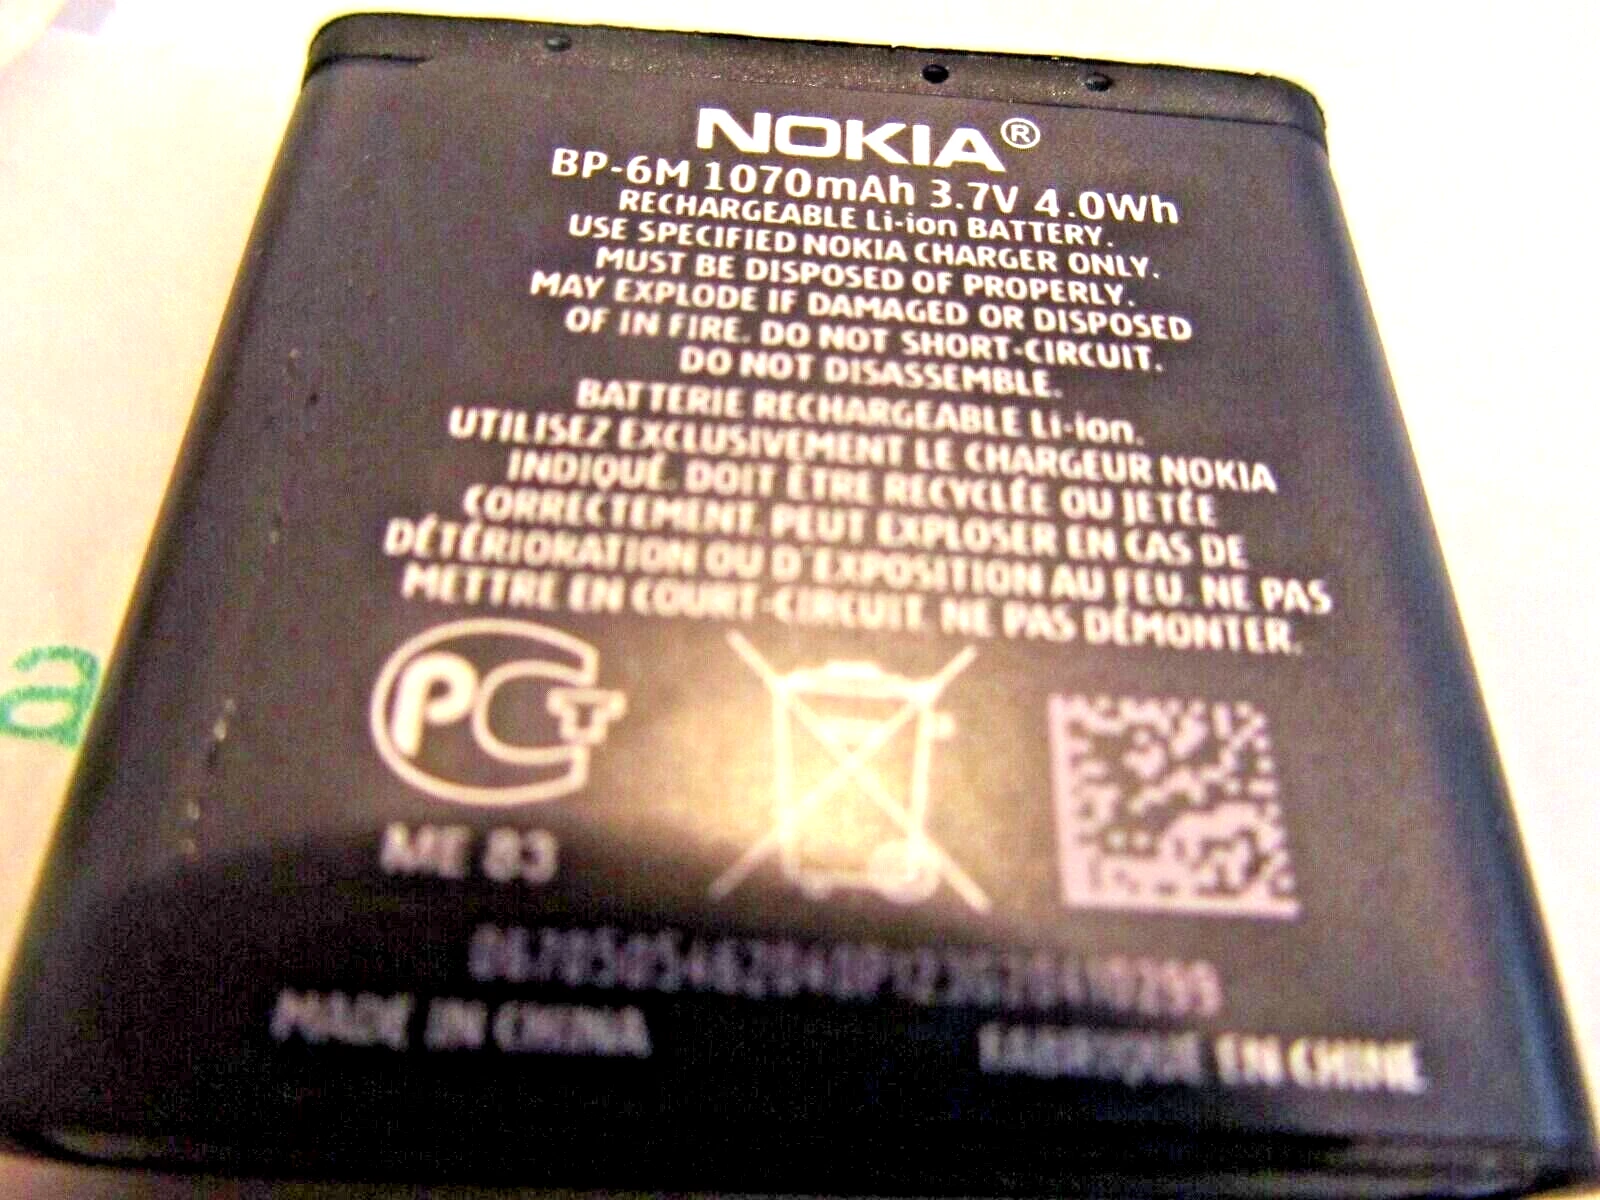 NOKIA®
BP-6M 1070mAh 3.7V 4.0Wh
RECHARGEABLE Li-ion BATTERY.
USE SPECIFIED NOKIA CHARGER ONLY.
MUST BE DISPOSED OF PROPERLY.
MAY EXPLODE IF DAMAGED OR DISPOSED
OF IN FIRE. DO NOT SHORT-CIRCUIT.
DO NOT DISASSEMBLE.
BATTERIE RECHARGEABLE Li-ion.
UTILISEZ EXCLUSIVEMENT LE CHARGEUR NOKIA
INDIQUÉ. DOIT ÊTRE RECYCLÉE OU JETÉE
CORRECTEMENT. PEUT EXPLOSER EN CAS DE
DÉTÉRIORATION OU D'EXPOSITION AU FEU. NE PAS
METTRE EN COURT-CIRCUIT. NE PAS DÉMONTER.
a
PCT
ME 83
MADE IN CHINA
FABRIQUÉ EN CHINE